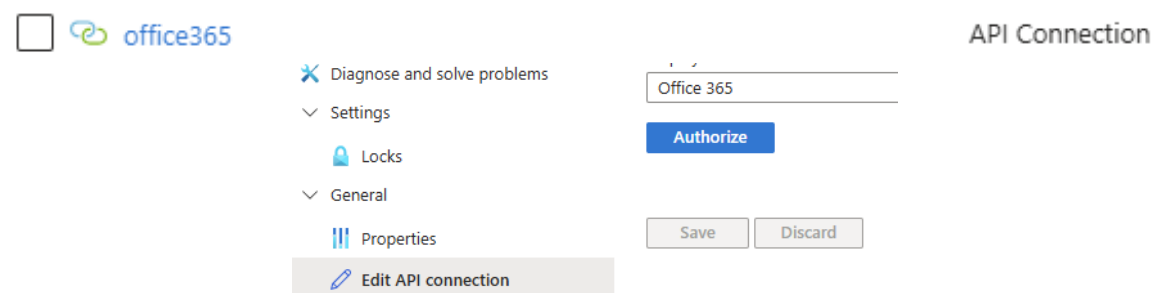 office365
API Connection
Diagnose and solve problems
Settings
Locks
General
Properties
Edit API connection
Office 365
Authorize
Save
Discard